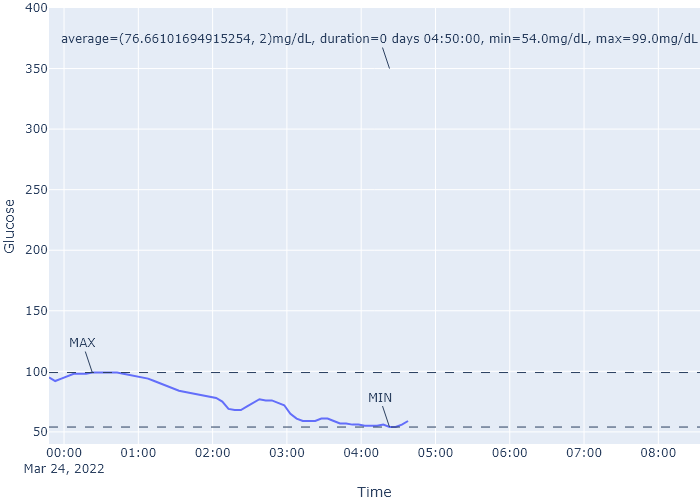 400
average=(76.66101694915254, 2)mg/dL, duration=0 days 04:50:00, min=54.0mg/dL, max=99.0mg/dL
350
300
250
200
150
MAX
100
MIN
50
Glucose
00:00 01:00 02:00 03:00 04:00 05:00 06:00 07:00 08:00
Mar 24, 2022
Time